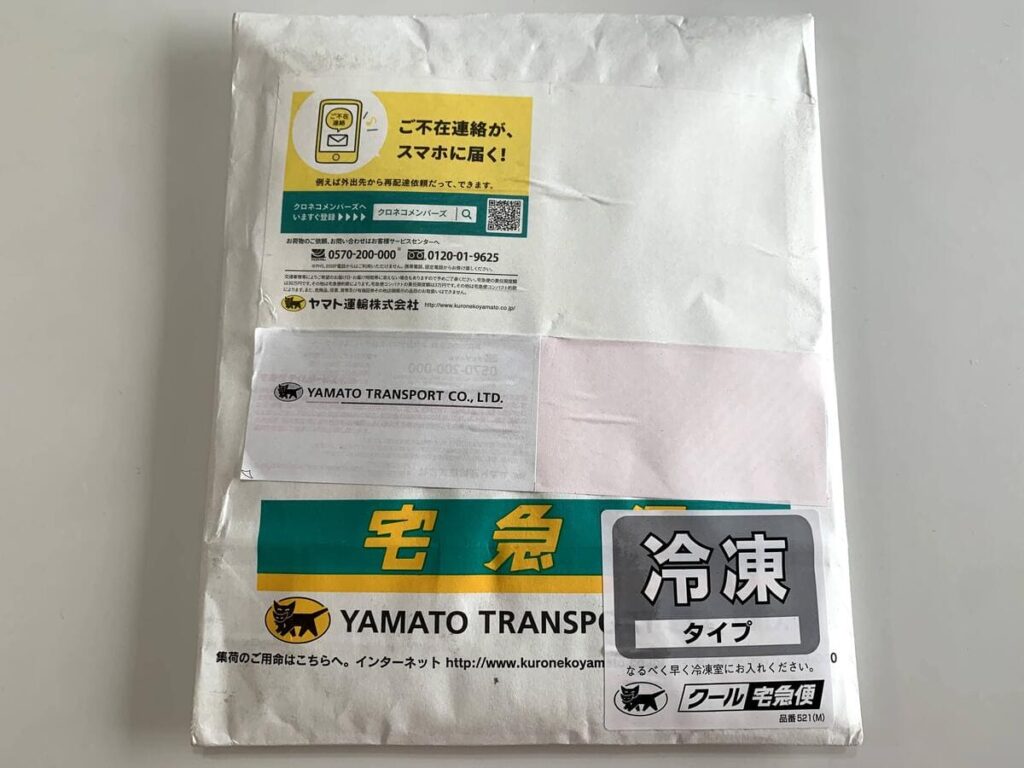 ご不在
連絡
ご不在連絡が、
スマホに届く!
例えば外出先から再配達依頼だって、できます。
クロネコメンバーズへ
いますぐ登録
クロネコメンバーズ
お荷物のご依頼、お問い合わせはお客様サービスセンターへ
0570-200-000※
0120-01-9625
ヤマト運輸株式会社
http://www.kuronekoyamato.co.jp/
YAMATO TRANSPORT CO., LTD.
宅急
YAMATO TRANSPO
集荷のご用命はこちらへ。インターネット http://www.kuronekoyam
0
冷凍
タイプ
なるべく早く冷凍室にお入れください。
クール宅急便
品番521(M)